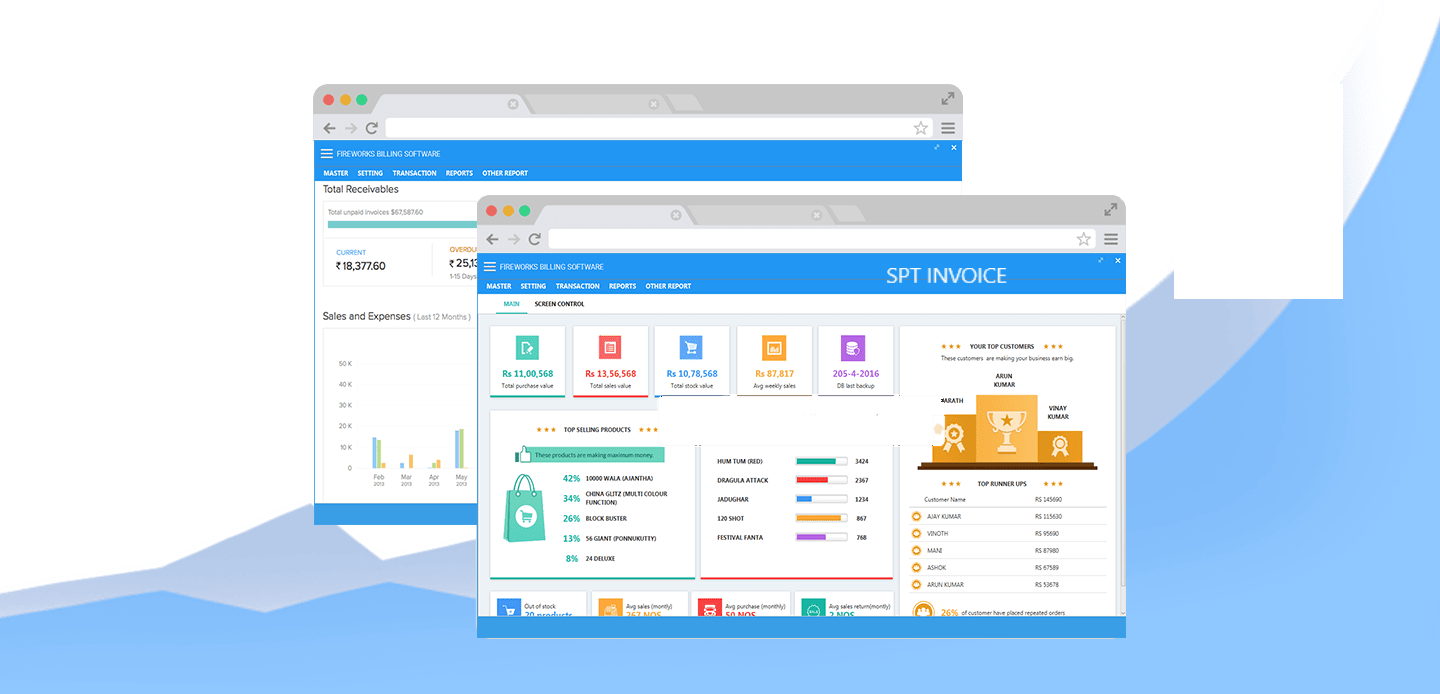 FIREWORKS BILLING SOFTWARE
MASTER SETTING TRANSACTION REPORTS OTHER REPORT
Total Receivables
Total unpaid invoices $67,587.60
CURRENT
₹18,377.60
OVERDU
₹25,13
1-15 Days
Sales and Expenses ( Last 12 Months )
50 K
40 K
30 K
20 K
10 K
0
Feb Mar Apr May
2013 2013 2013 2013
FIREWORKS BILLING SOFTWARE
SPT INVOICE
MASTER SETTING TRANSACTION REPORTS OTHER REPORT
MAIN SCREEN CONTROL
Rs 11,00,568
Total purchase value
Rs 13,56,568
Total sales value
Rs 10,78,568
Total stock value
Rs 87,817
Avg weekly sales
205-4-2016
DB last backup
TOP SELLING PRODUCTS
These products are making maximum money.
42% 10000 WALA (AJANTHA)
34% CHINA GLITZ (MULTI COLOUR
FUNCTION)
26% BLOCK BUSTER
13% 56 GIANT (PONNUKUTTY)
8% 24 DELUXE
HUM TUM (RED) 3424
DRAGULA ATTACK 2367
JADUGHAR 1234
120 SHOT 867
FESTIVAL FANTA 768
YOUR TOP CUSTOMERS
These customers are making your business earn big.
ARUN
KUMAR
ARATH
VINAY
KUMAR
TOP RUNNER UPS
Customer Name RS 145690
AJAY KUMAR RS 115630
VINOTH RS 95690
MANI RS 87980
ASHOK RS 67589
ARUN KUMAR RS 53678
26% of customer have placed repeated orders
Out of stock
20 products
Avg sales (montly)
267 NOS
Avg purchase (monthly)
50 NOS
Avg sales return(montly)
2 NOS